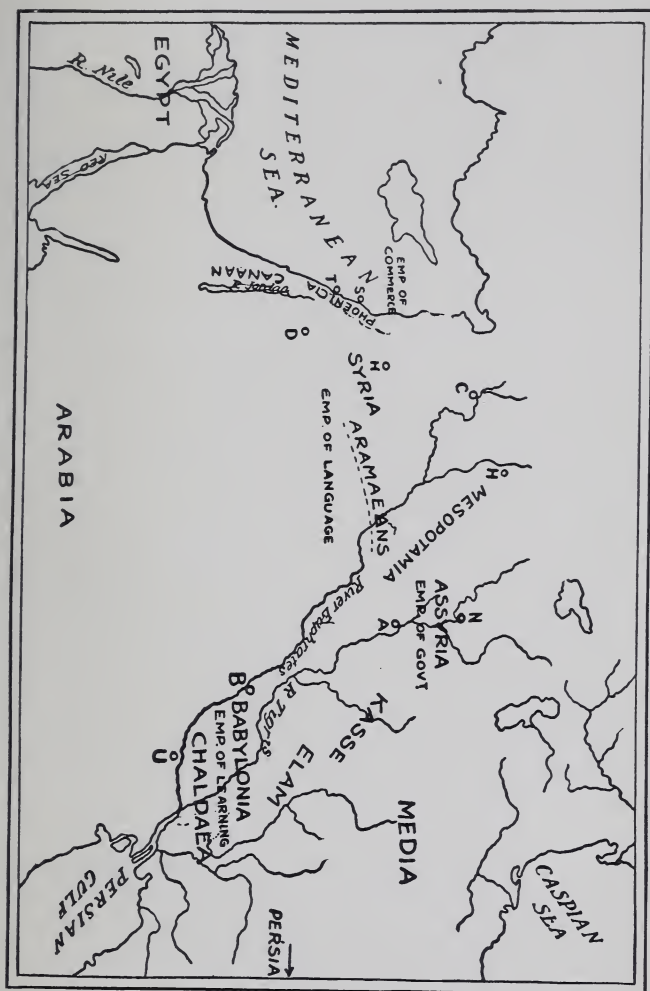 EGYPT
R. Nile
RED SEA
MEDITERRANEAN
SEA.
EMP OF
COMMERCE
CANAAN
PHOENICIA
T
S
D
H
SYRIA
ARAMAEANS
EMP. OF LANGUAGE
C
H
MESOPOTAMIA
ARABIA
River Euphrates
N
ASSYRIA
EMP. OF GOVT
A
R Tigris
KASSE
ELAM
B
BABYLONIA
EMP. OF LEARNING
CHALDAEA
U
MEDIA
CASPIAN
SEA
PERSIAN
GULF
PERSIA